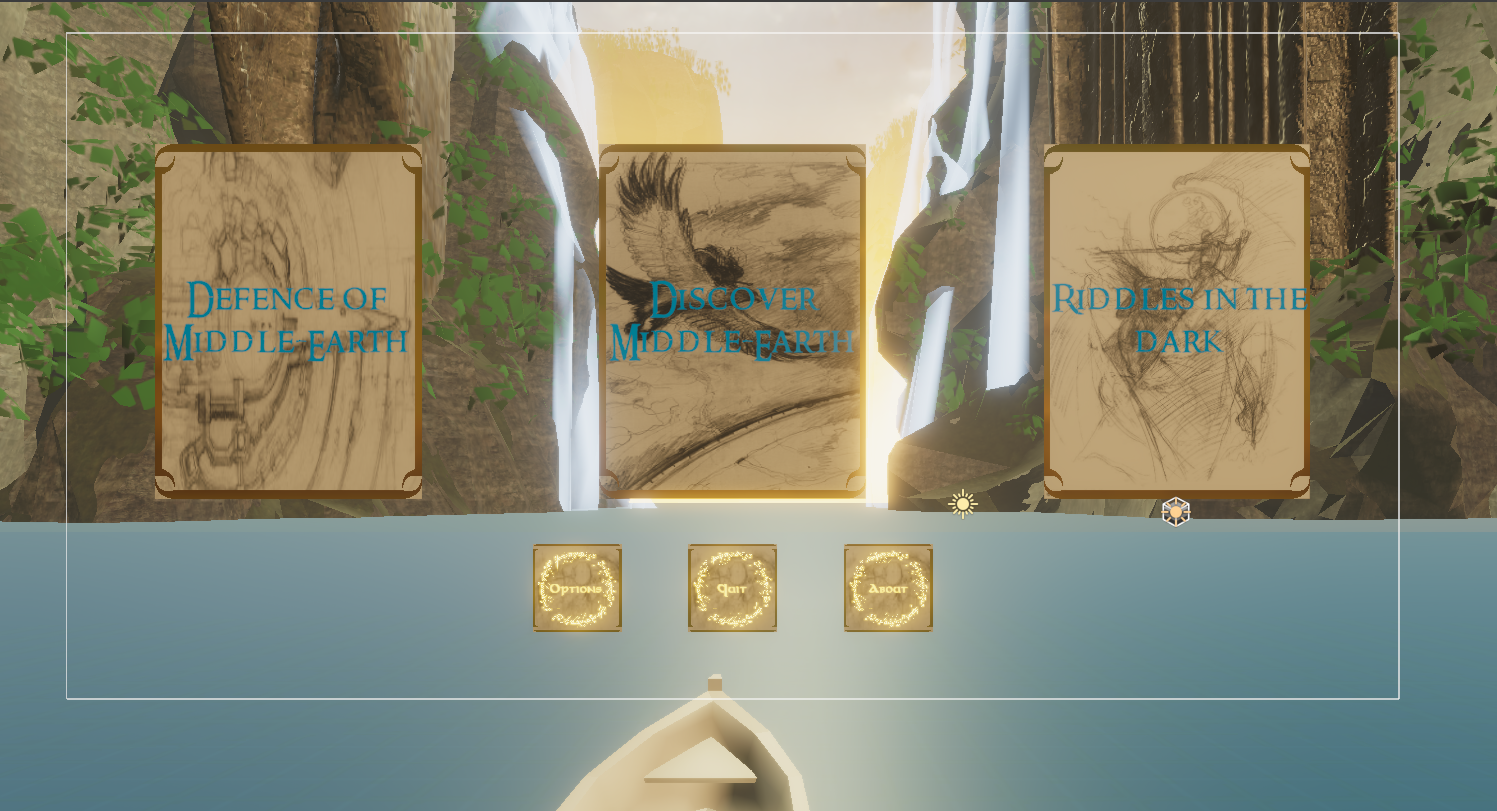 Defence of
Middle-Earth
Discover
Middle-Earth
Riddles in the
dark
Options
Quit
About